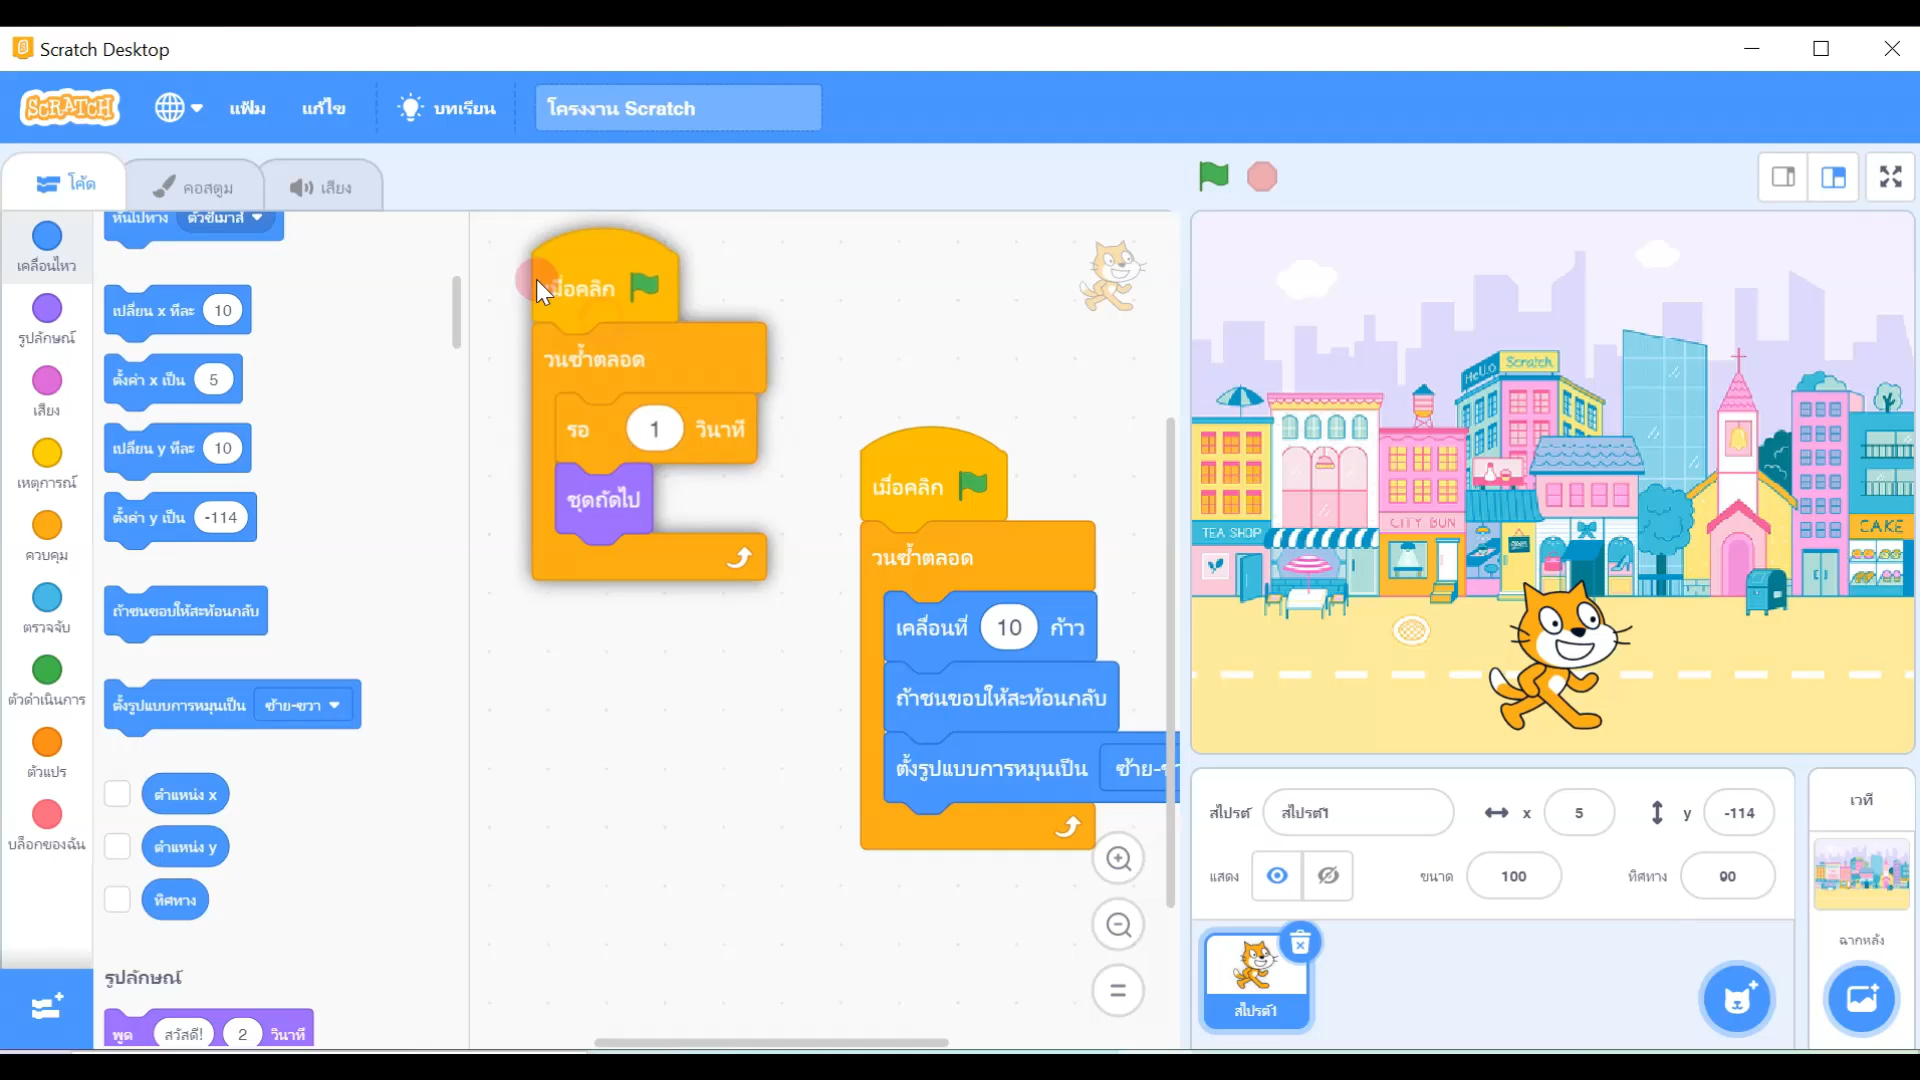 Scratch Desktop
SCRATCH
แฟ้ม
แก้ไข
บทเรียน
โครงงาน Scratch
โค้ด
คอสตูม
เสียง
เคลื่อนไหว
รูปลักษณ์
เสียง
เหตุการณ์
ควบคุม
ตรวจจับ
ตัวดำเนินการ
ตัวแปร
บล็อกของฉัน
หันไปทาง ตัวชี้เมาส์
เปลี่ยน x ทีละ 10
ตั้งค่า x เป็น 5
เปลี่ยน y ทีละ 10
ตั้งค่า y เป็น -114
ถ้าชนขอบให้สะท้อนกลับ
ตั้งรูปแบบการหมุนเป็น ซ้าย-ขวา
ตำแหน่ง x
ตำแหน่ง y
ทิศทาง
รูปลักษณ์
พูด สวัสดี! 2 วินาที
เมื่อคลิก
วนซ้ำตลอด
รอ 1 วินาที
ชุดถัดไป
เมื่อคลิก
วนซ้ำตลอด
เคลื่อนที่ 10 ก้าว
ถ้าชนขอบให้สะท้อนกลับ
ตั้งรูปแบบการหมุนเป็น ซ้าย-ขว
HeLLo Scratch
TEA SHOP
CITY BUN
CAKE
สไปรต์ สไปรต์1 x 5 y -114
แสดง ขนาด 100 ทิศทาง 90
สไปรต์1
เวที
ฉากหลัง